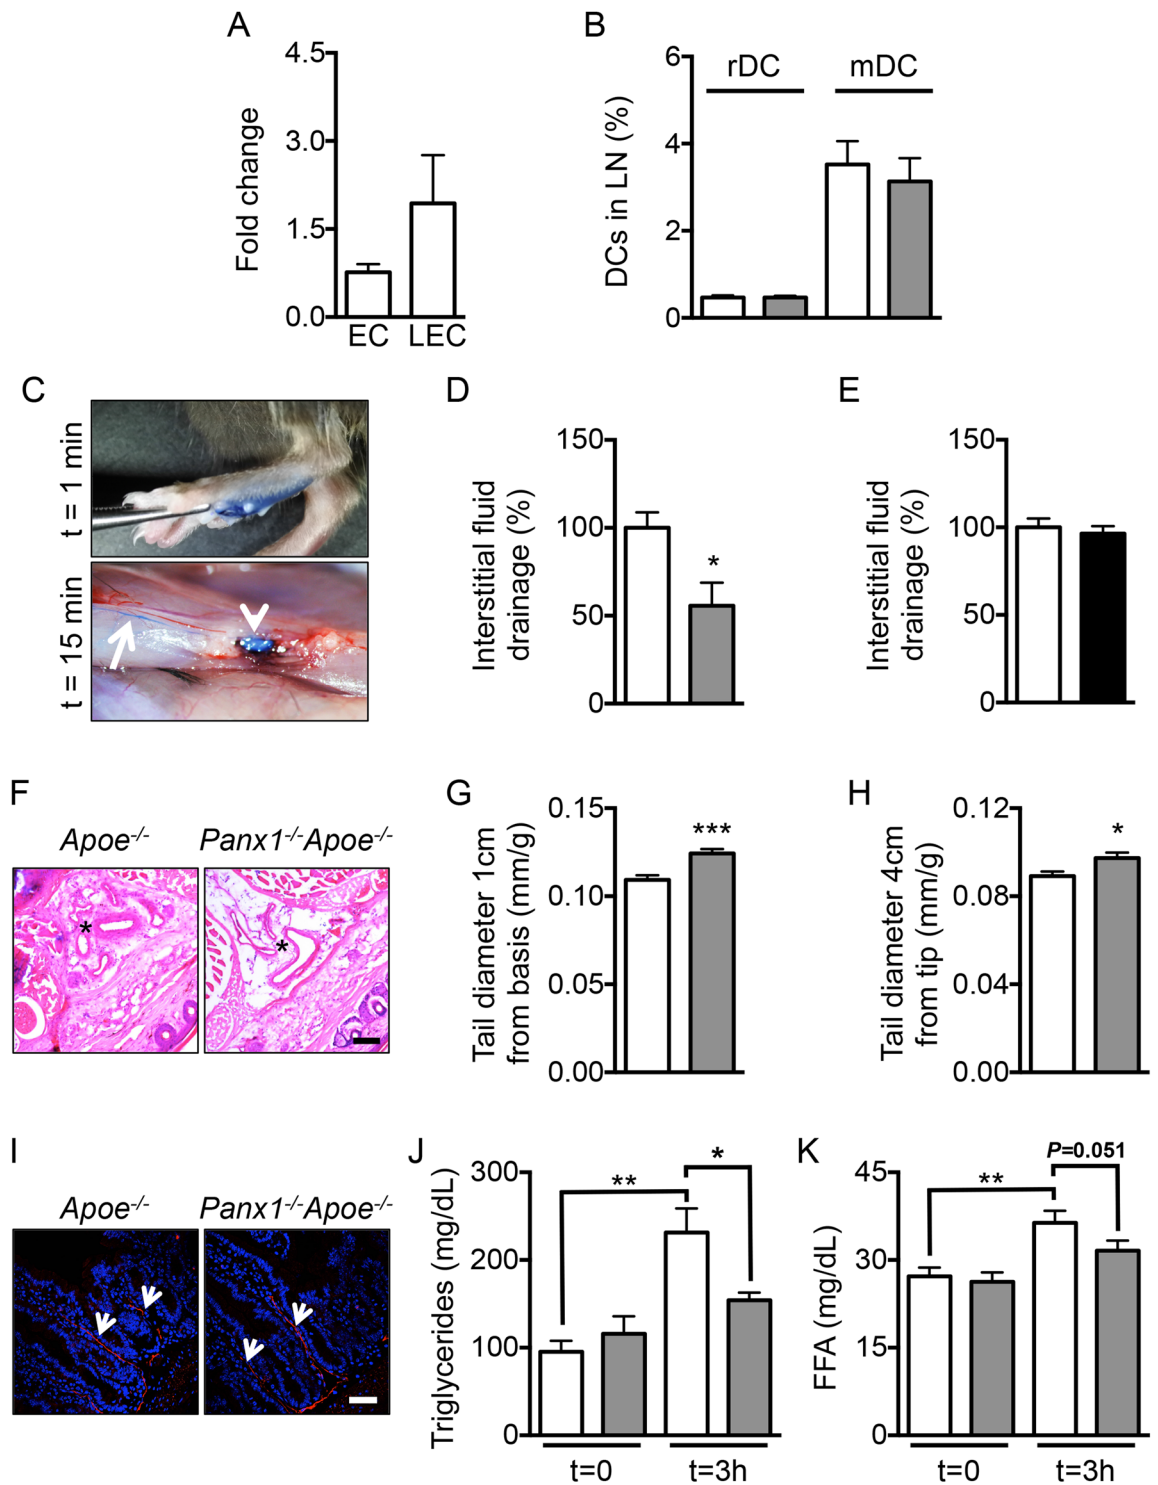 A
Fold change
4.5
3.0
1.5
0.0
EC LEC
B
DCs in LN (%)
6
4
2
0
rDC mDC
C
t = 1 min
t = 15 min
D
Interstitial fluid
drainage (%)
150
100
50
0
*
E
Interstitial fluid
drainage (%)
150
100
50
0
F
Apoe-/- Panx1-/-Apoe-/-
* *
G
Tail diameter 1cm
from basis (mm/g)
0.15
0.10
0.05
0.00
***
H
Tail diameter 4cm
from tip (mm/g)
0.12
0.08
0.04
0.00
*
I
Apoe-/- Panx1-/-Apoe-/-
J
Triglycerides (mg/dL)
300
200
100
0
** *
t=0 t=3h
K
FFA (mg/dL)
45
30
15
0
** P=0.051
t=0 t=3h